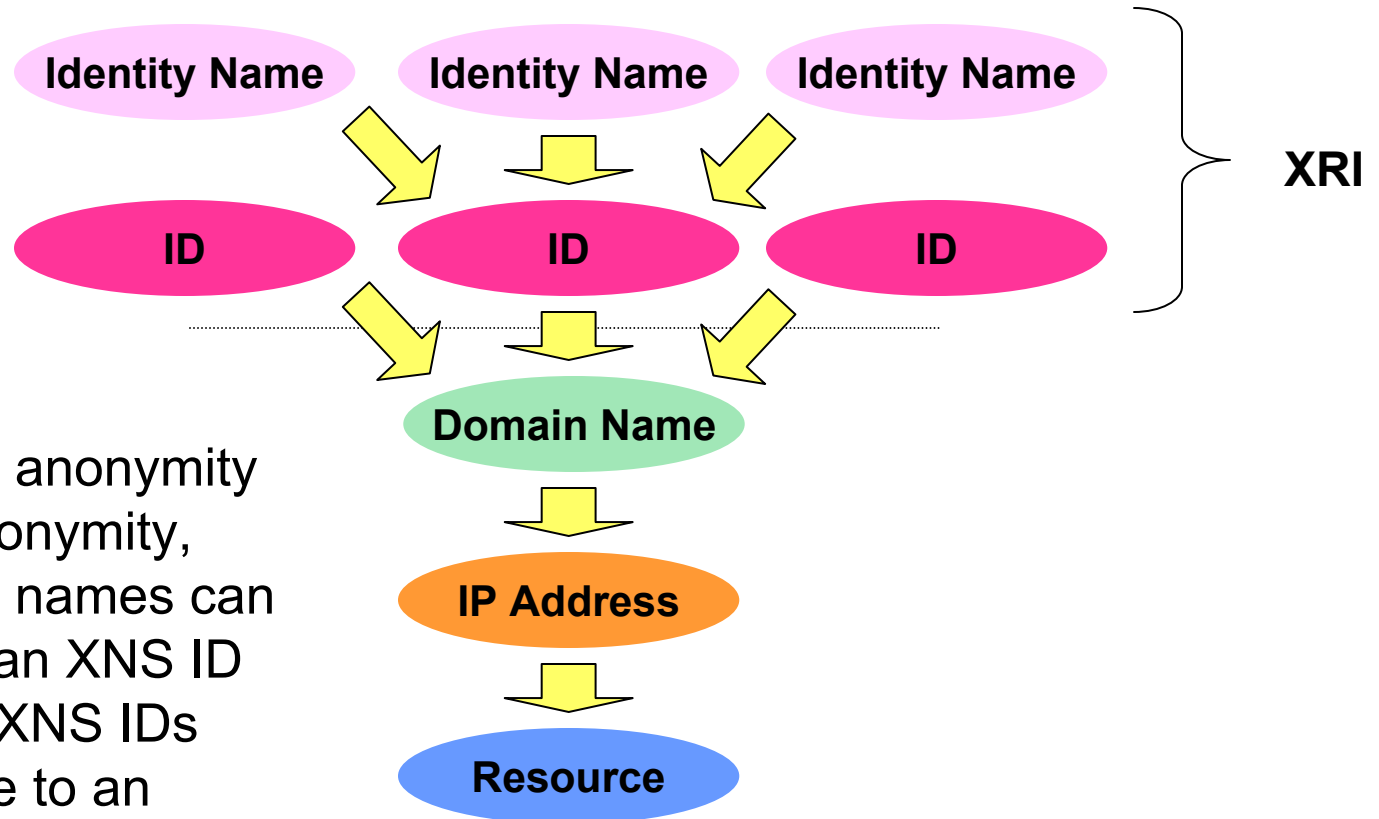 Identity Name Identity Name Identity Name
XRI
ID ID ID
Domain Name
anonymity
onymity,
names can
IP Address
an XNS ID
XNS IDs
e to an
Resource